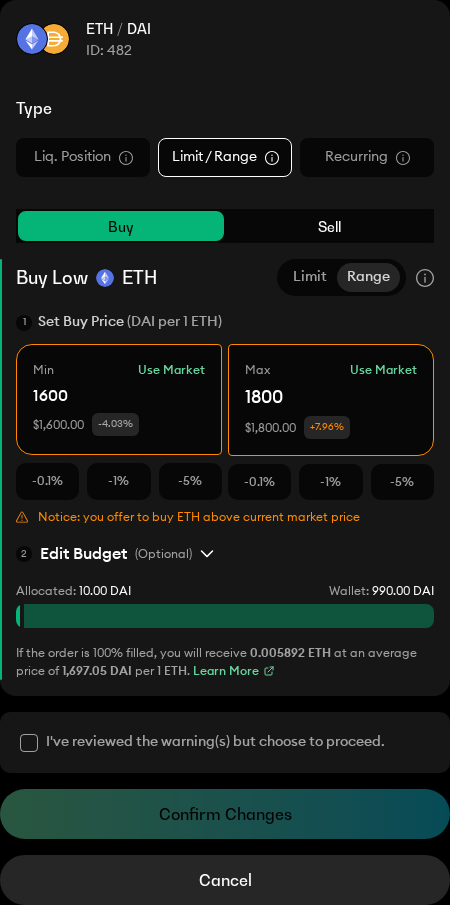 ETH / DAI
ID: 482
Type
Liq. Position
Limit / Range
Recurring
Buy
Sell
Buy Low ETH
Limit
Range
1 Set Buy Price (DAI per 1 ETH)
Min Use Market
1600
$1,600.00 -4.03%
Max Use Market
1800
$1,800.00 +7.96%
-0.1% -1% -5% -0.1% -1% -5%
Notice: you offer to buy ETH above current market price
2 Edit Budget (Optional)
Allocated: 10.00 DAI Wallet: 990.00 DAI
If the order is 100% filled, you will receive 0.005892 ETH at an average
price of 1,697.05 DAI per 1 ETH. Learn More
I've reviewed the warning(s) but choose to proceed.
Confirm Changes
Cancel